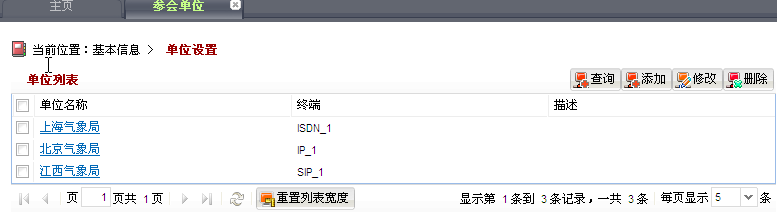 主页 参会单位
当前位置：基本信息 > 单位设置
单位列表 查询 添加 修改 删除
单位名称 终端 描述
上海气象局 ISDN_1
北京气象局 IP_1
江西气象局 SIP_1
页 1 页共 1 页 重置列表宽度 显示第 1条到 3条记录，一共 3条 每页显示 5 条